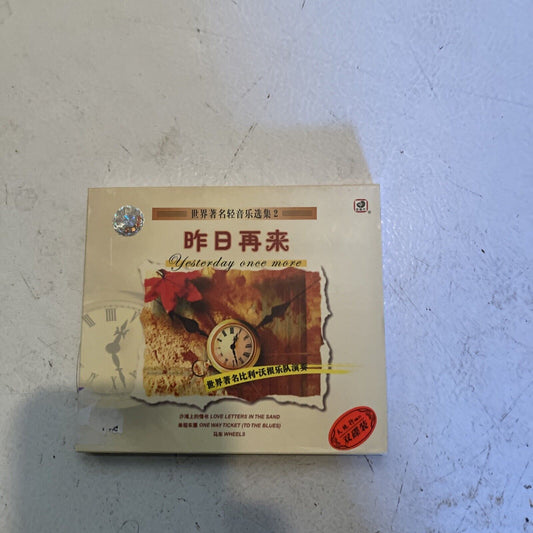 世界著名轻音乐选集2
昨日再来
Yesterday once more
世界著名比利·沃恩乐队演奏
沙滩上的情书 LOVE LETTERS IN THE SAND
单程车票 ONE WAY TICKET (TO THE BLUES)
马车 WHEELS
双碟装